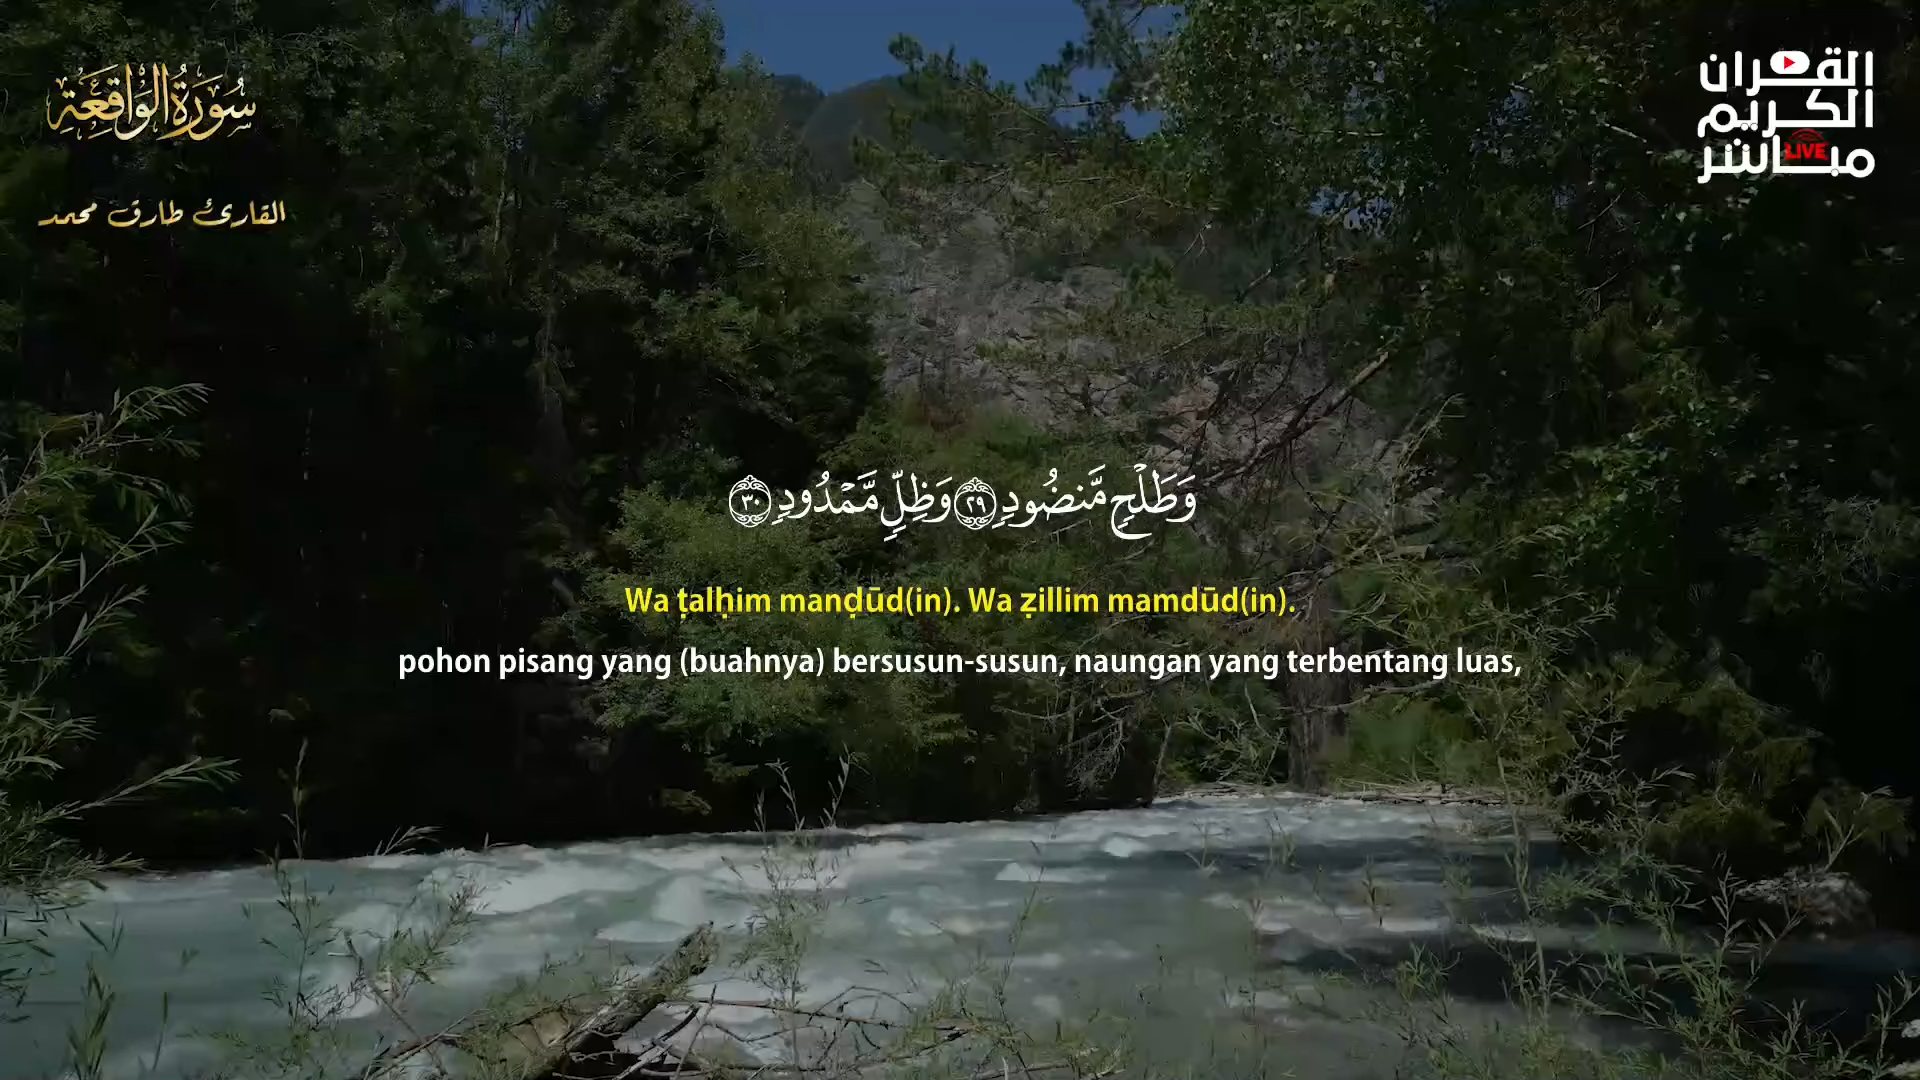 سُورَةُ الوَاقِعَة
القارئ طارق محمد
القرآن
الكريم
مباشر
LIVE
وَطَلْحٍ مَّنضُودٍ ٢٩ وَظِلٍّ مَّمْدُودٍ ٣٠
Wa ṭalḥim manḍūd(in). Wa ẓillim mamdūd(in).
pohon pisang yang (buahnya) bersusun-susun, naungan yang terbentang luas,